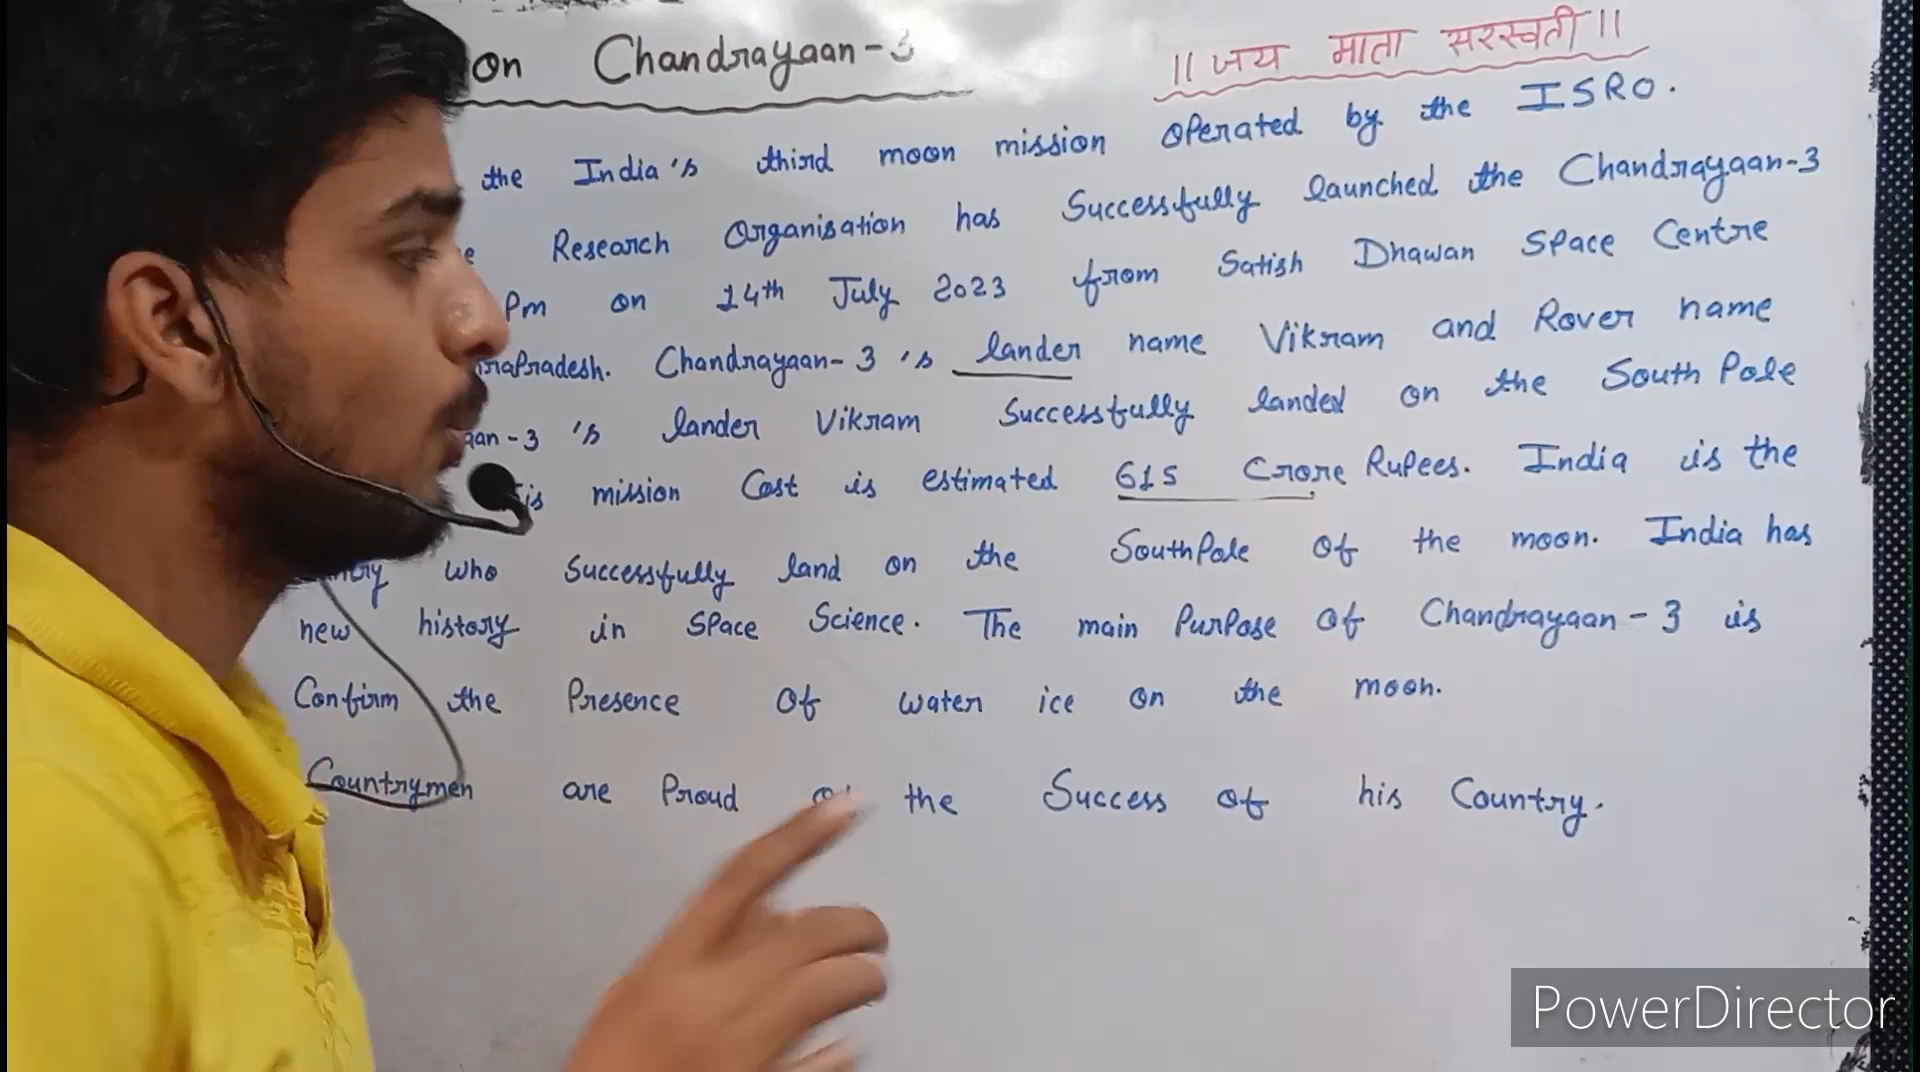 on Chandrayaan-3
|| जय माता सरस्वती ||
the India's third moon mission operated by the ISRO.
Research Organisation has Successfully launched the Chandrayaan-3
Pm on 14th July 2023 from Satish Dhawan Space Centre
raPradesh. Chandrayaan-3's lander name Vikram and Rover name
aan-3's lander Vikram Successfully landed on the South Pole
is mission Cost is estimated 615 Crore Rupees. India is the
who Successfully land on the SouthPole of the moon. India has
new history in Space Science. The main Purpose of Chandrayaan-3 is
Confirm the Presence of water ice on the moon.
Countrymen are Proud the Success of his Country.
PowerDirector